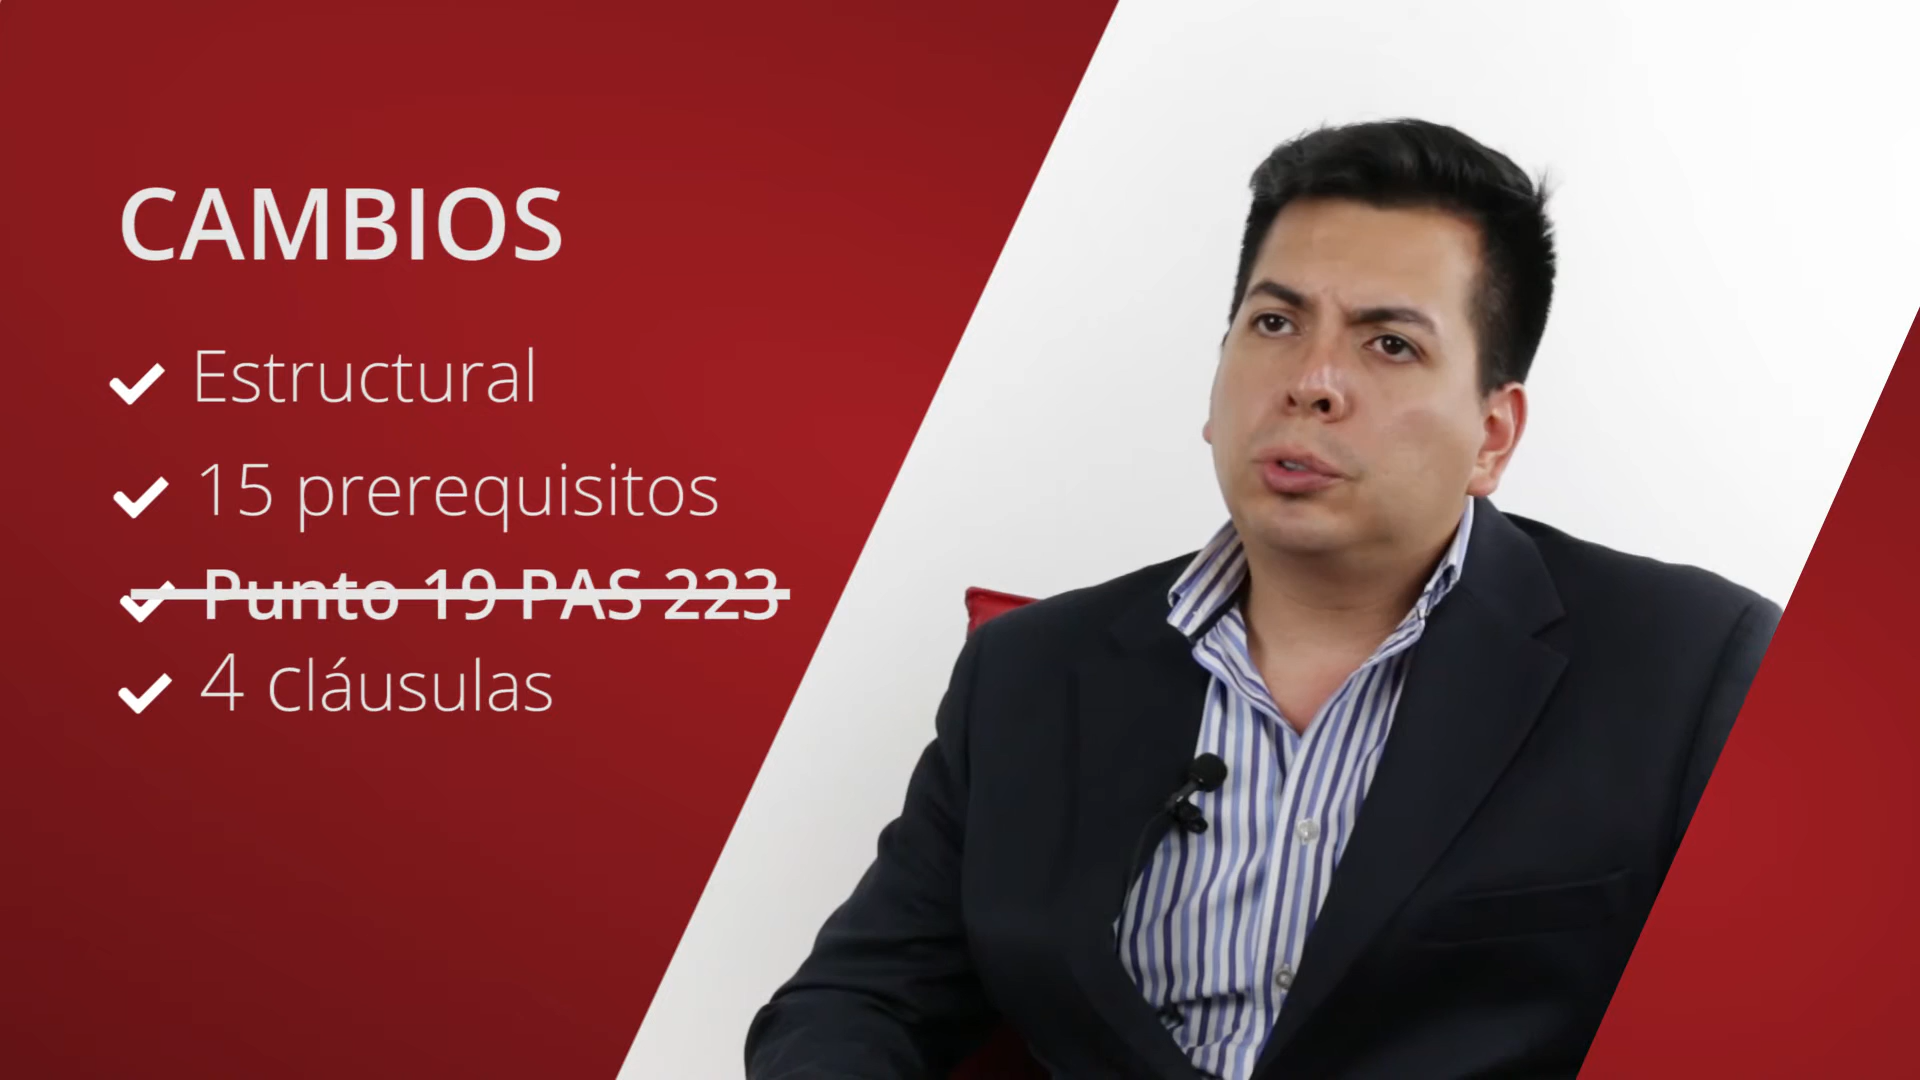 CAMBIOS
Estructural
15 prerequisitos
Punto 19 PAS 223
4 cláusulas